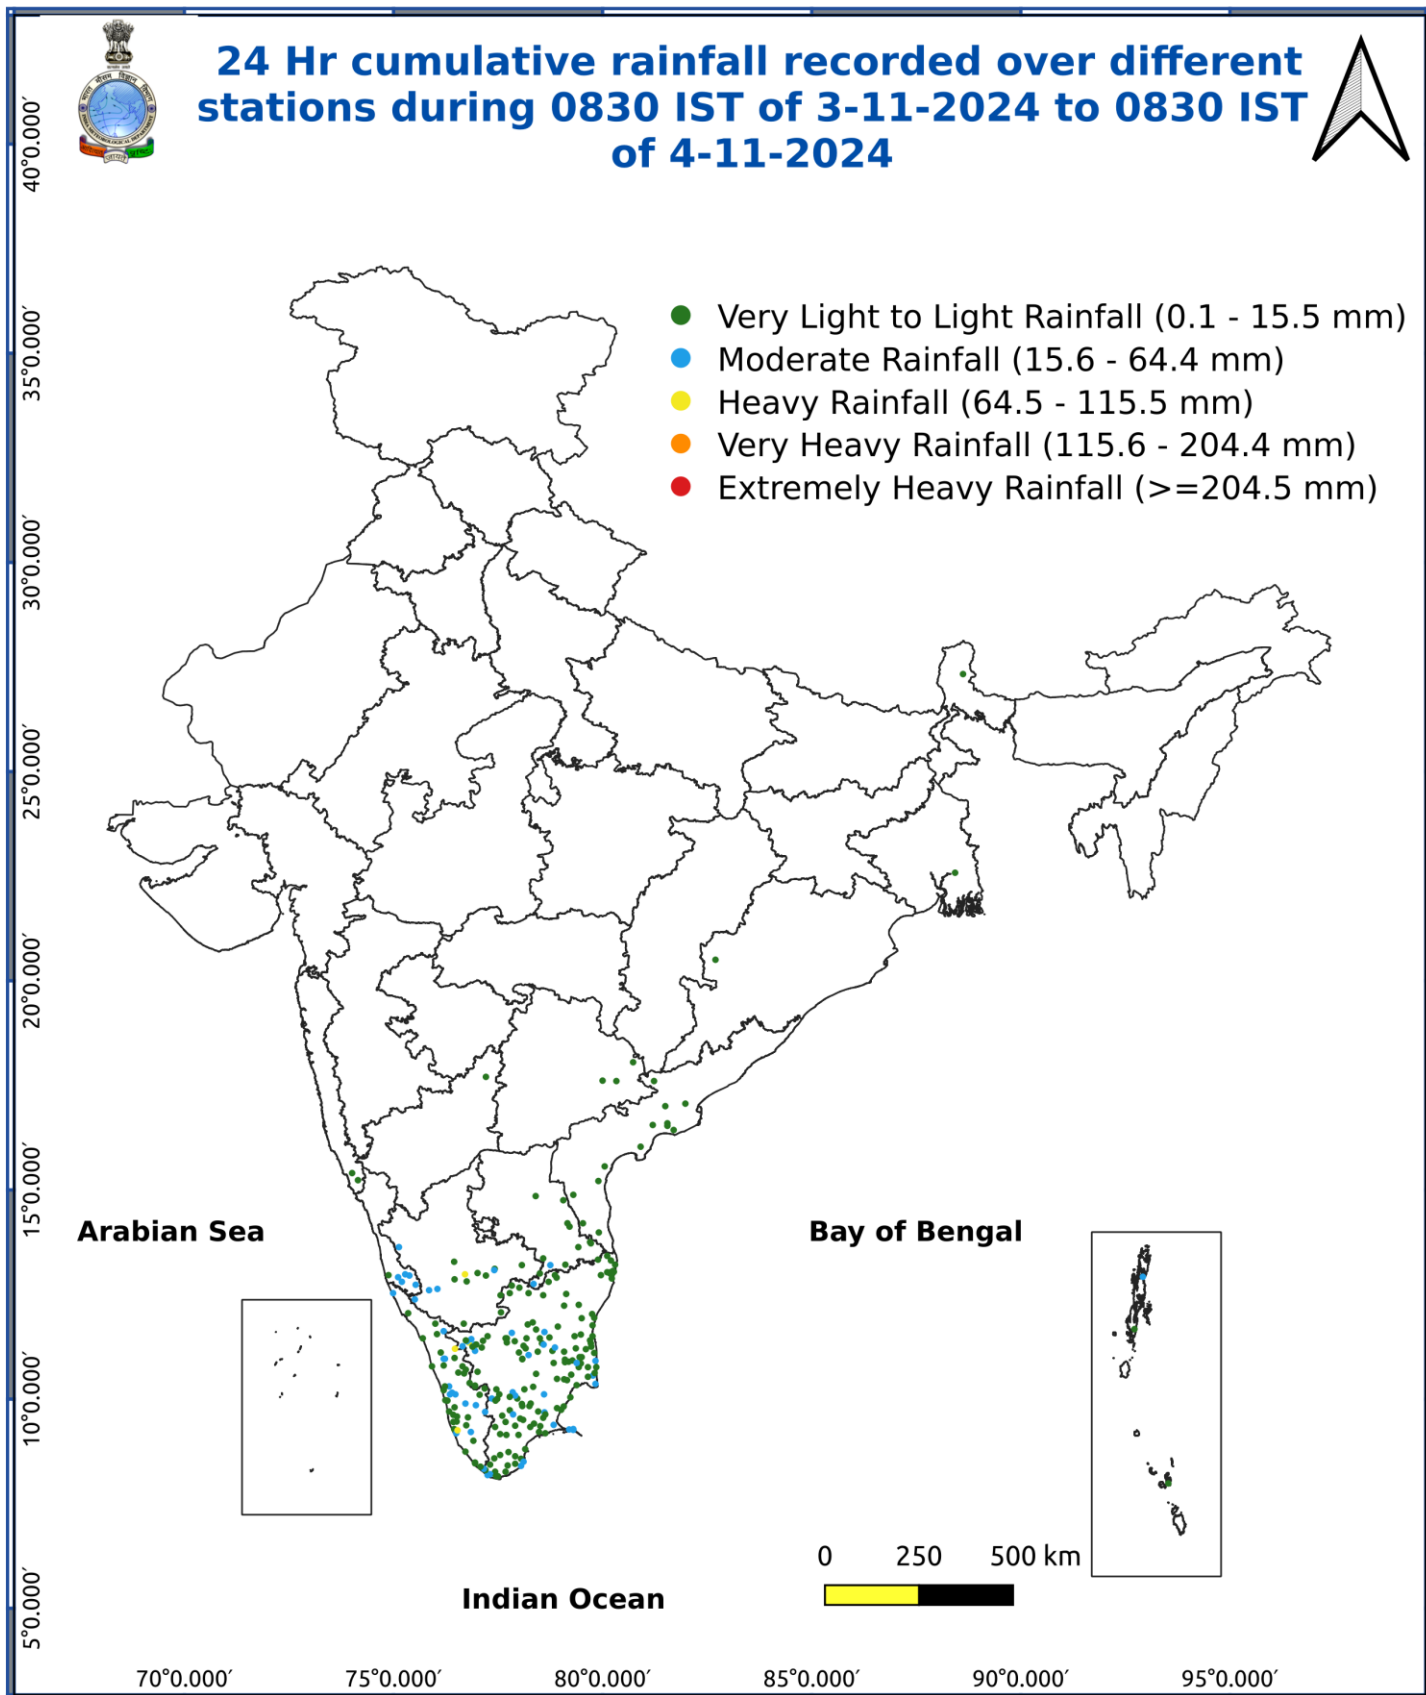 24 Hr cumulative rainfall recorded over different
stations during 0830 IST of 3-11-2024 to 0830 IST
of 4-11-2024
Very Light to Light Rainfall (0.1 - 15.5 mm)
Moderate Rainfall (15.6 - 64.4 mm)
Heavy Rainfall (64.5 - 115.5 mm)
Very Heavy Rainfall (115.6 - 204.4 mm)
Extremely Heavy Rainfall (>=204.5 mm)
40°0.000′
35°0.000′
30°0.000′
25°0.000′
20°0.000′
15°0.000′
10°0.000′
5°0.000′
Arabian Sea
Bay of Bengal
Indian Ocean
0 250 500 km
70°0.000′ 75°0.000′ 80°0.000′ 85°0.000′ 90°0.000′ 95°0.000′